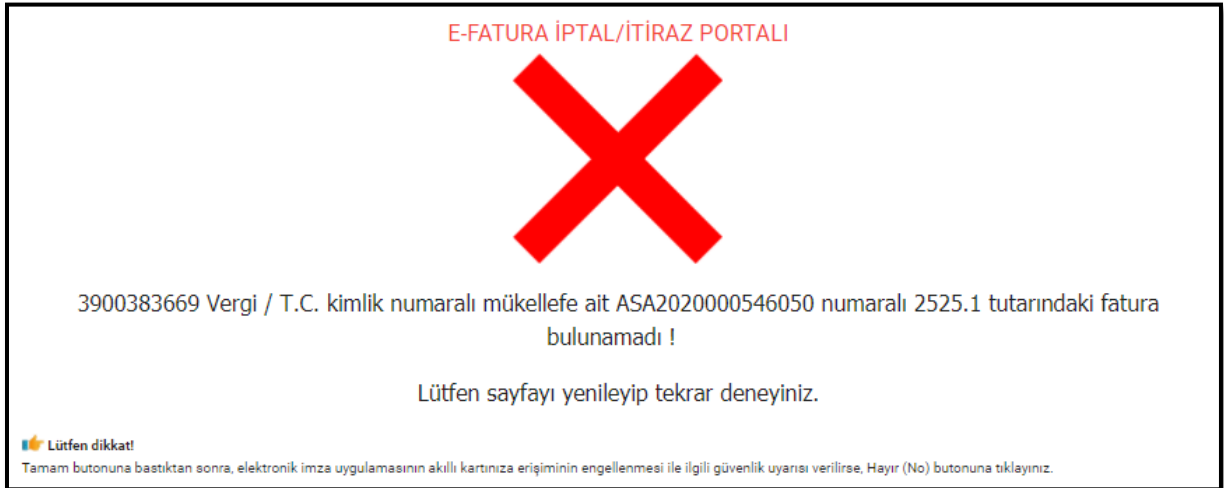 E-FATURA İPTAL/İTİRAZ PORTALI
3900383669 Vergi / T.C. kimlik numaralı mükellefe ait ASA2020000546050 numaralı 2525.1 tutarındaki fatura
bulunamadı !
Lütfen sayfayı yenileyip tekrar deneyiniz.
Lütfen dikkat!
Tamam butonuna bastıktan sonra, elektronik imza uygulamasının akıllı kartınıza erişiminin engellenmesi ile ilgili güvenlik uyarısı verilirse, Hayır (No) butonuna tıklayınız.